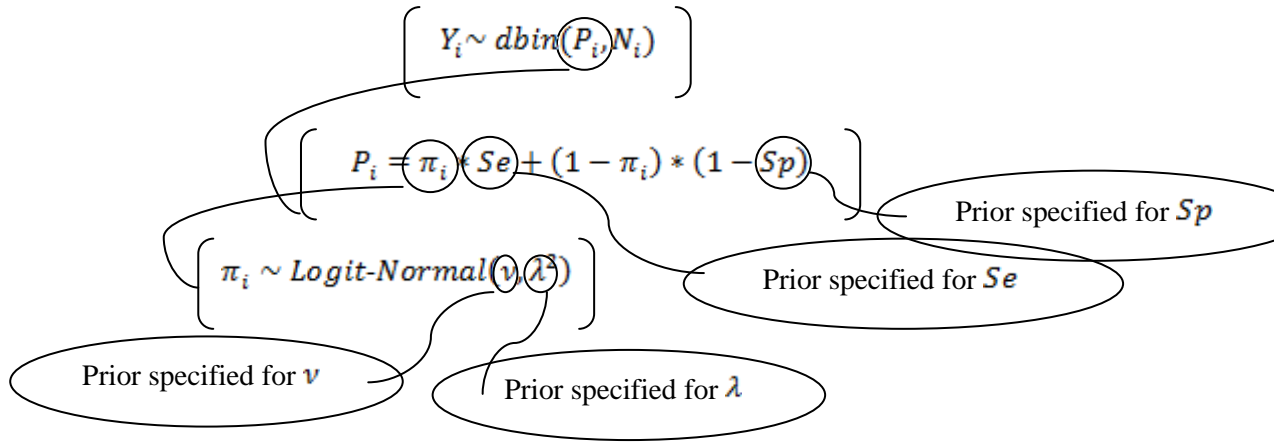 Y_i ~ dbin(P_i, N_i)
P_i = π_i * Se + (1 − π_i) * (1 − Sp)
Prior specified for Sp
π_i ~ Logit-Normal(ν, λ²)
Prior specified for Se
Prior specified for ν
Prior specified for λ